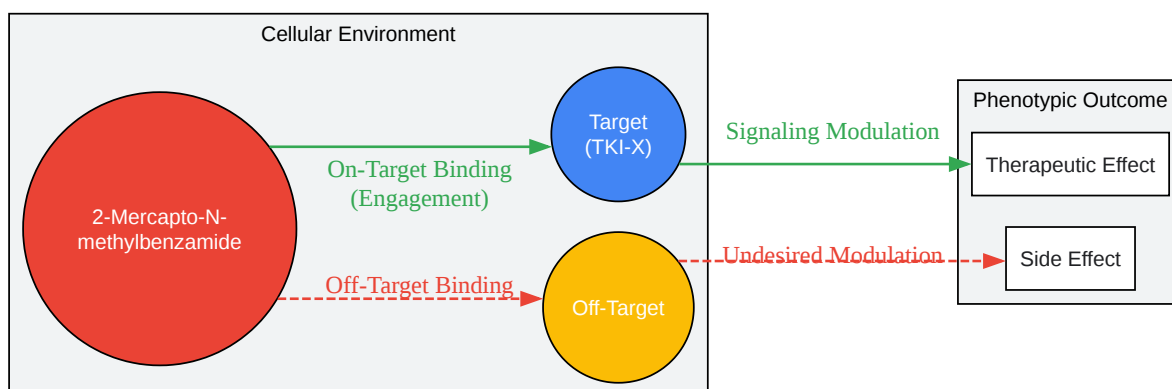 Cellular Environment
2-Mercapto-N-
methylbenzamide
On-Target Binding
(Engagement)
Off-Target Binding
Target
(TKI-X)
Off-Target
Signaling Modulation
Undesired Modulation
Phenotypic Outcome
Therapeutic Effect
Side Effect